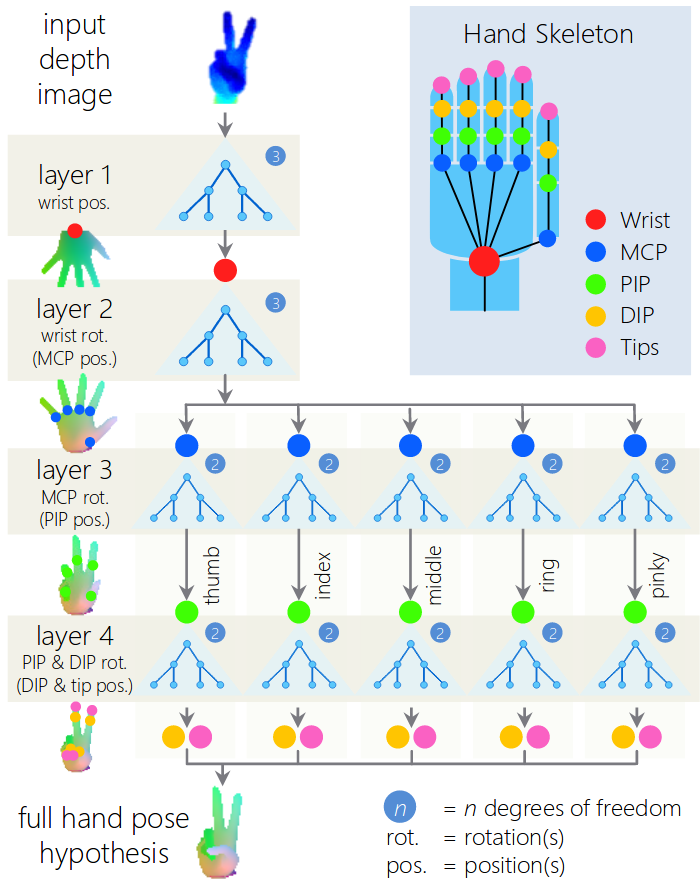 input
depth
image
Hand Skeleton
Wrist
MCP
PIP
DIP
Tips
layer 1
wrist pos.
3
layer 2
wrist rot.
(MCP pos.)
3
layer 3
MCP rot.
(PIP pos.)
2
2
2
2
2
thumb
index
middle
ring
pinky
layer 4
PIP & DIP rot.
(DIP & tip pos.)
2
2
2
2
2
full hand pose
hypothesis
n = n degrees of freedom
rot. = rotation(s)
pos. = position(s)